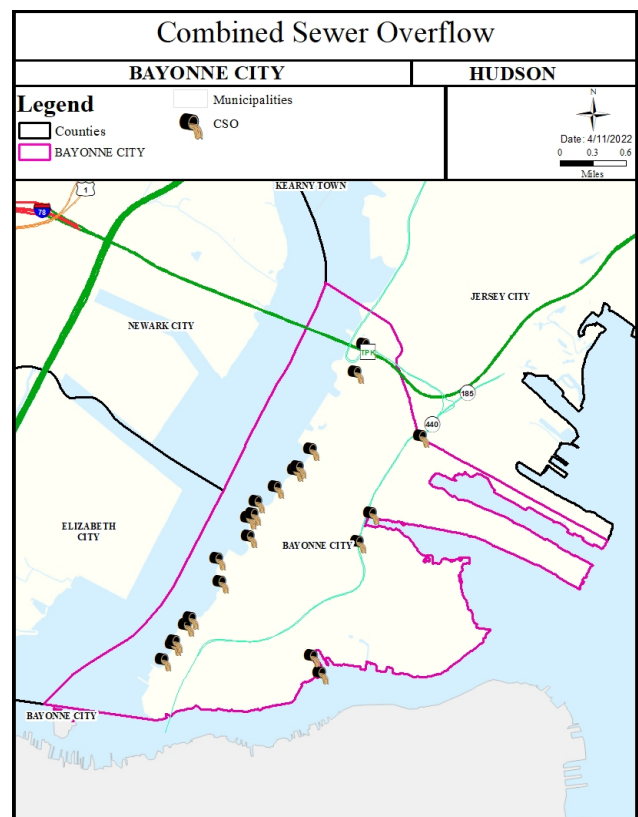 Combined Sewer Overflow
BAYONNE CITY
HUDSON
Legend
Counties
BAYONNE CITY
Municipalities
CSO
N
Date: 4/11/2022
0 0.3 0.6
Miles
1
78
KEARNY TOWN
JERSEY CITY
NEWARK CITY
TPK
185
440
ELIZABETH
CITY
BAYONNE CITY
BAYONNE CITY